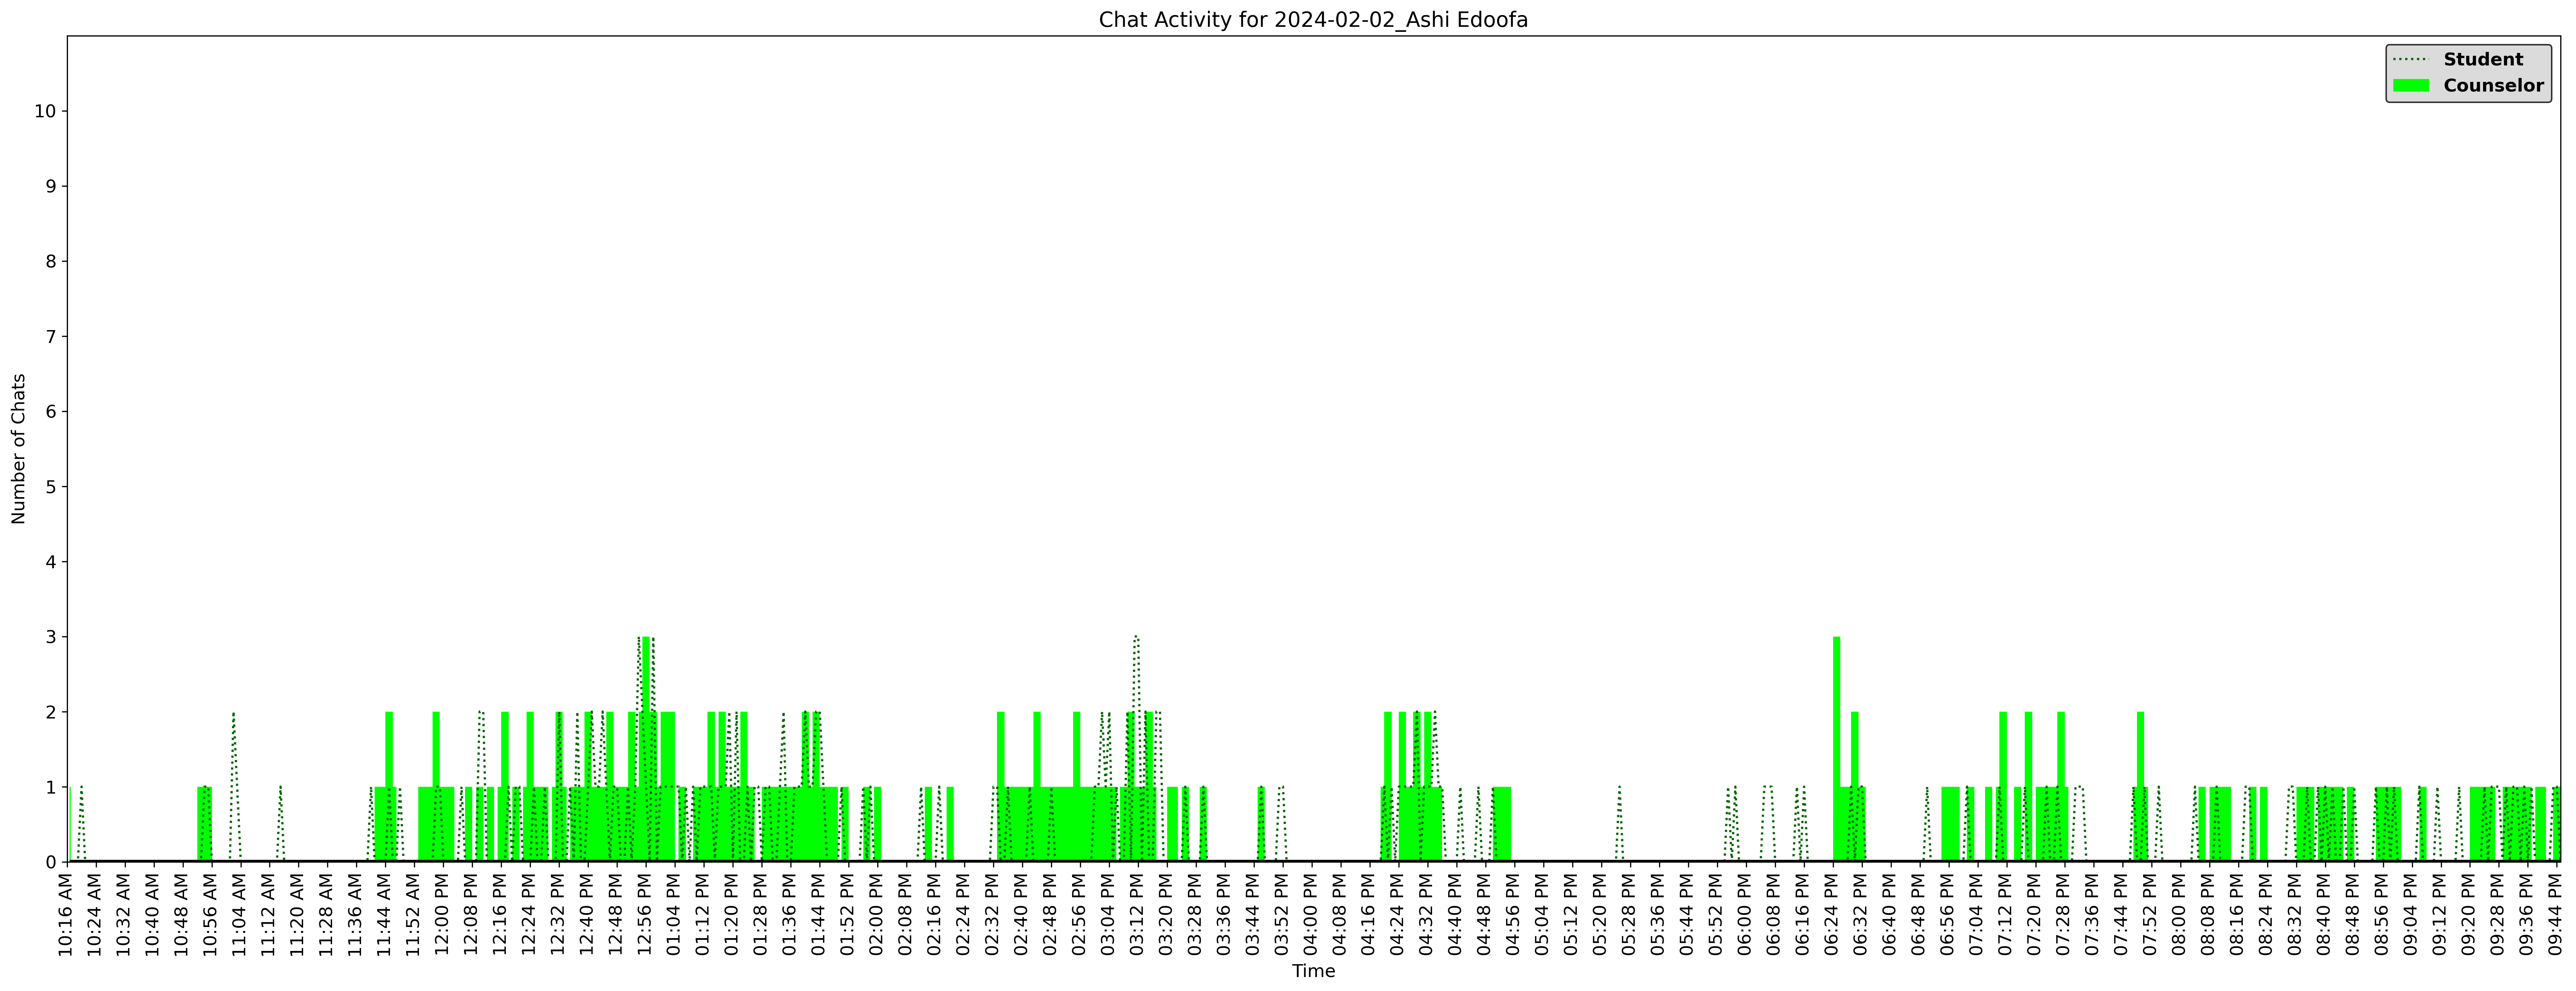 Chat Activity for 2024-02-02_Ashi Edoofa
Student
Counselor
Number of Chats
10
9
8
7
6
5
4
3
2
1
0
10:16 AM
10:24 AM
10:32 AM
10:40 AM
10:48 AM
10:56 AM
11:04 AM
11:12 AM
11:20 AM
11:28 AM
11:36 AM
11:44 AM
11:52 AM
12:00 PM
12:08 PM
12:16 PM
12:24 PM
12:32 PM
12:40 PM
12:48 PM
12:56 PM
01:04 PM
01:12 PM
01:20 PM
01:28 PM
01:36 PM
01:44 PM
01:52 PM
02:00 PM
02:08 PM
02:16 PM
02:24 PM
02:32 PM
02:40 PM
02:48 PM
02:56 PM
03:04 PM
03:12 PM
03:20 PM
03:28 PM
03:36 PM
03:44 PM
03:52 PM
04:00 PM
04:08 PM
04:16 PM
04:24 PM
04:32 PM
04:40 PM
04:48 PM
04:56 PM
05:04 PM
05:12 PM
05:20 PM
05:28 PM
05:36 PM
05:44 PM
05:52 PM
06:00 PM
06:08 PM
06:16 PM
06:24 PM
06:32 PM
06:40 PM
06:48 PM
06:56 PM
07:04 PM
07:12 PM
07:20 PM
07:28 PM
07:36 PM
07:44 PM
07:52 PM
08:00 PM
08:08 PM
08:16 PM
08:24 PM
08:32 PM
08:40 PM
08:48 PM
08:56 PM
09:04 PM
09:12 PM
09:20 PM
09:28 PM
09:36 PM
09:44 PM
Time